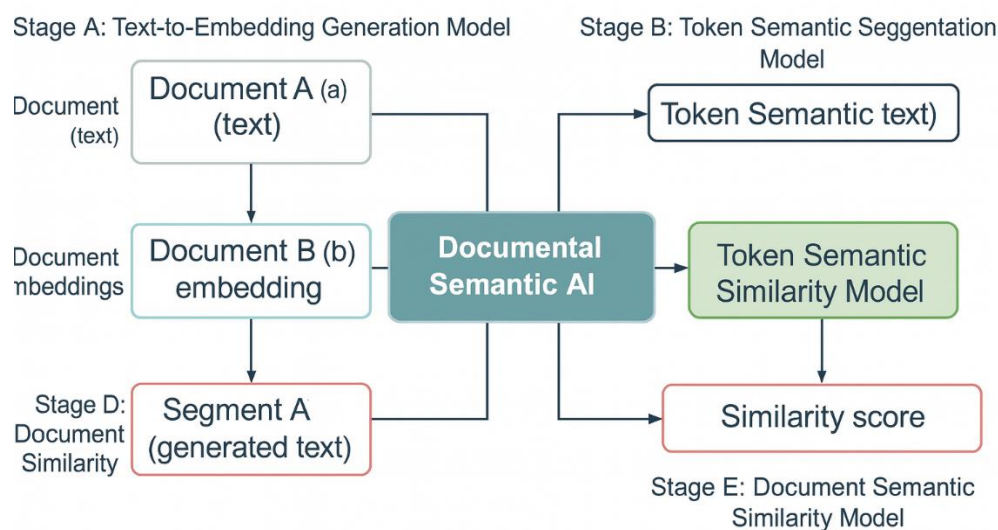 Stage A: Text-to-Embedding Generation Model
Stage B: Token Semantic Seggentation
Model
Document
(text)
Document A (a)
(text)
Token Semantic text)
Document
mbeddings
Document B (b)
embedding
Documental
Semantic AI
Token Semantic
Similarity Model
Stage D:
Document
Similarity
Segment A
(generated text)
Similarity score
Stage E: Document Semantic
Similarity Model